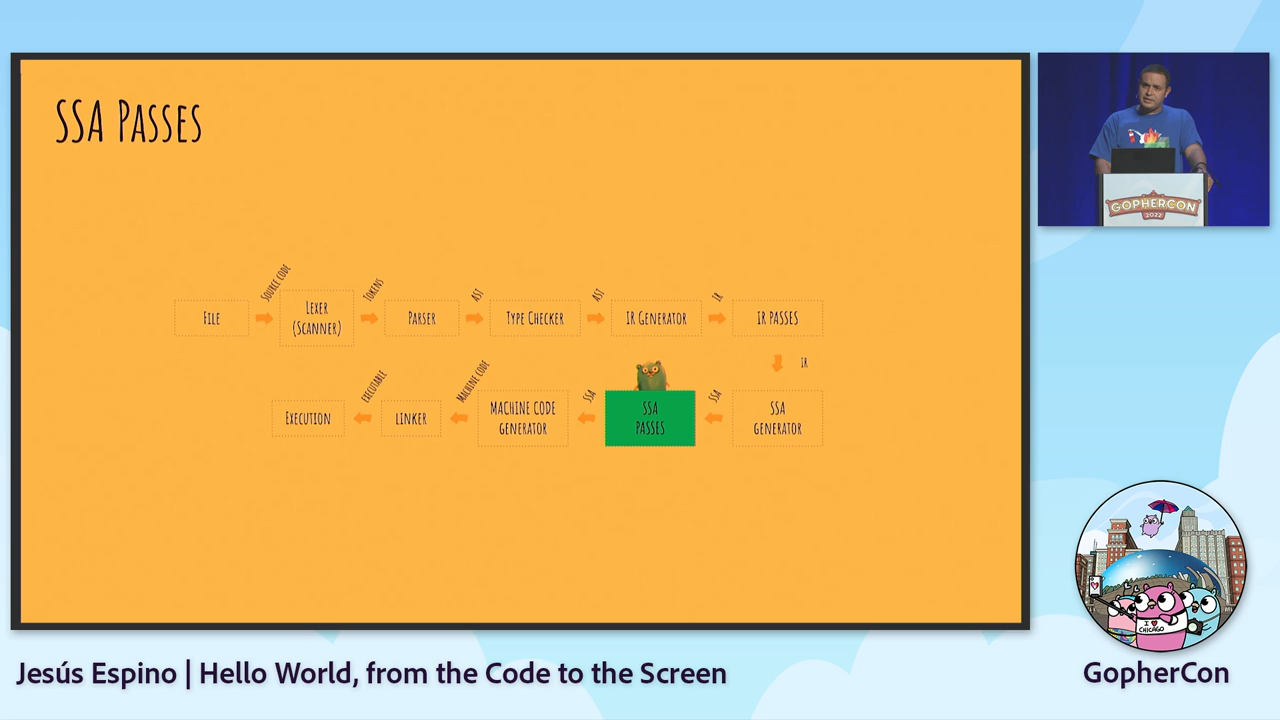 SSA PASSES
SOURCE CODE
TOKENS
AST
AST
IR
FILE
LEXER
(SCANNER)
PARSER
TYPE CHECKER
IR GENERATOR
IR PASSES
IR
EXECUTABLE
MACHINE CODE
SSA
SSA
EXECUTION
LINKER
MACHINE CODE
GENERATOR
SSA
PASSES
SSA
GENERATOR
GOPHERCON
2022
I ♥
CHICAGO
Jesús Espino | Hello World, from the Code to the Screen
GopherCon